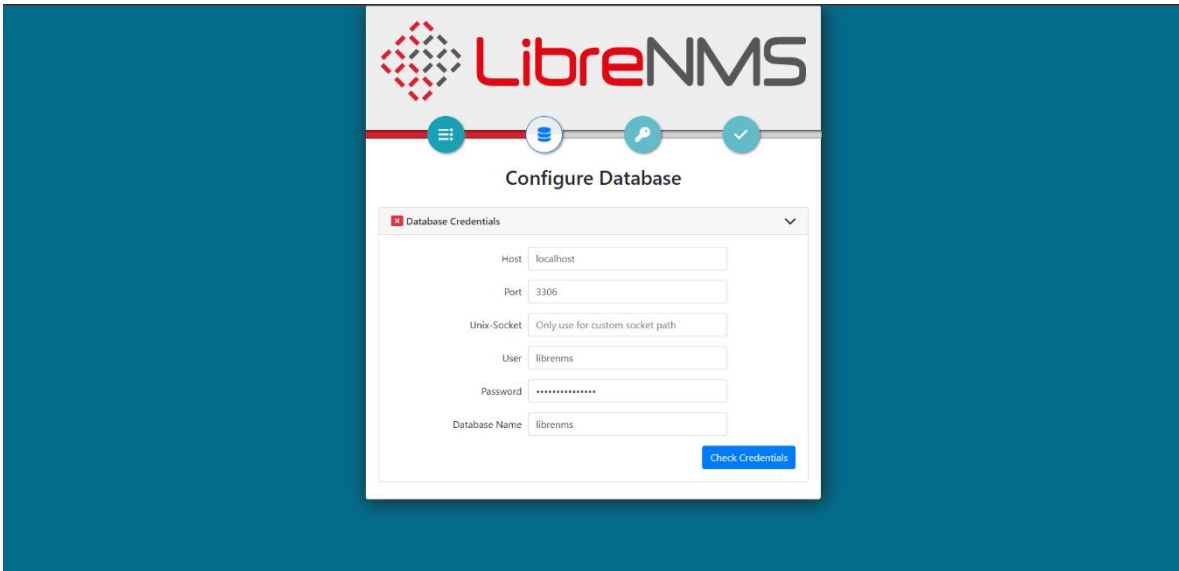 LibreNMS
Configure Database
Database Credentials
Host localhost
Port 3306
Unix-Socket Only use for custom socket path
User librenms
Password •••••••••••••••
Database Name librenms
Check Credentials